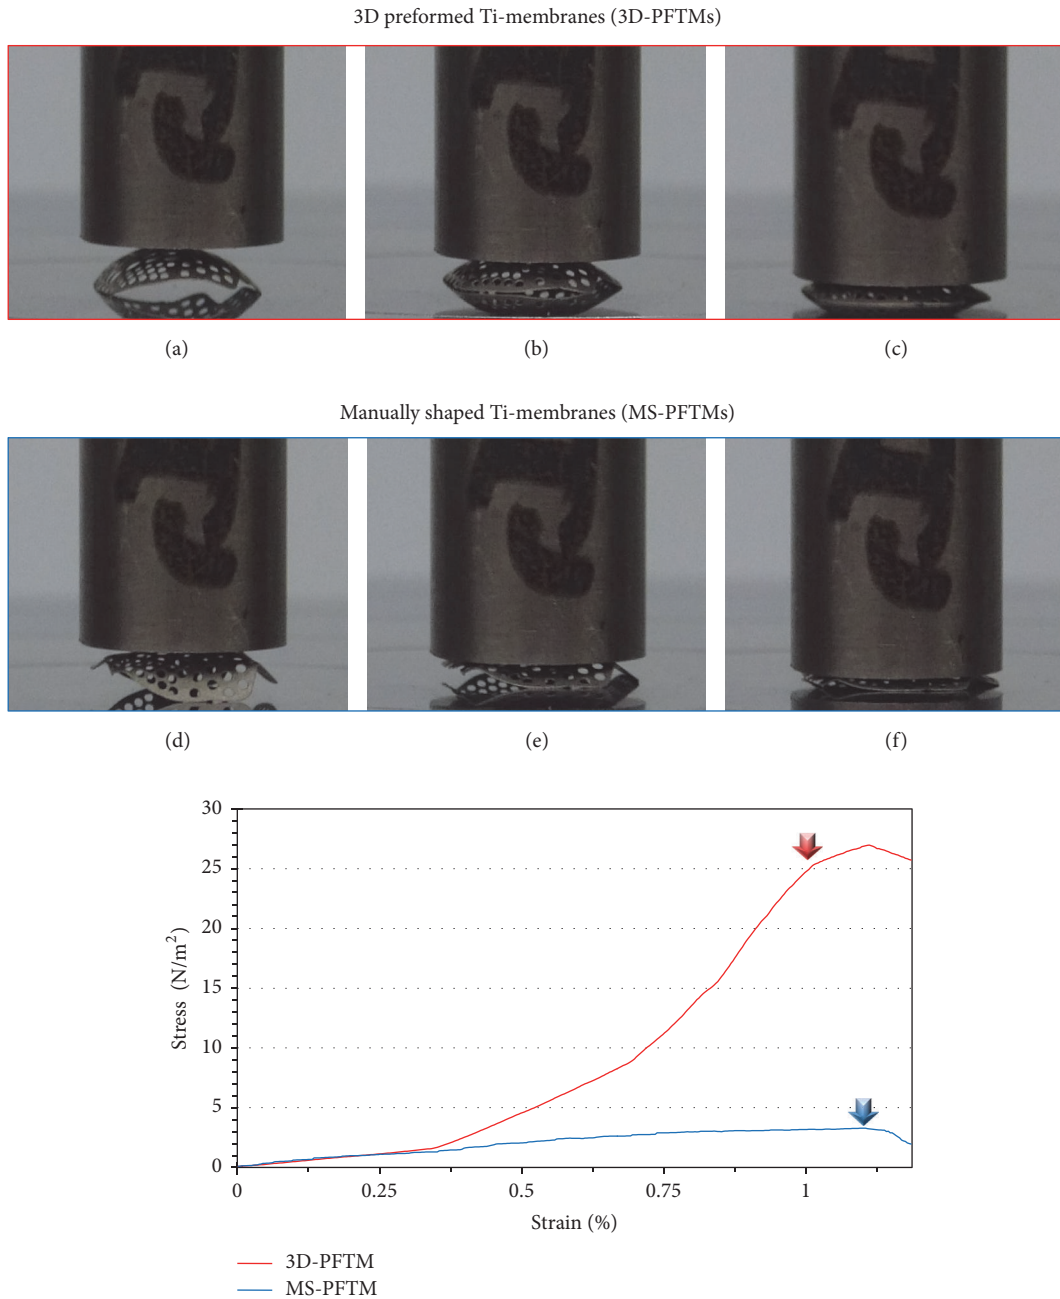 3D preformed Ti-membranes (3D-PFTMs)
(a)
(b)
(c)
Manually shaped Ti-membranes (MS-PFTMs)
(d)
(e)
(f)
30
25
20
15
10
5
0
Stress (N/m²)
0
0.25
0.5
0.75
1
Strain (%)
3D-PFTM
MS-PFTM